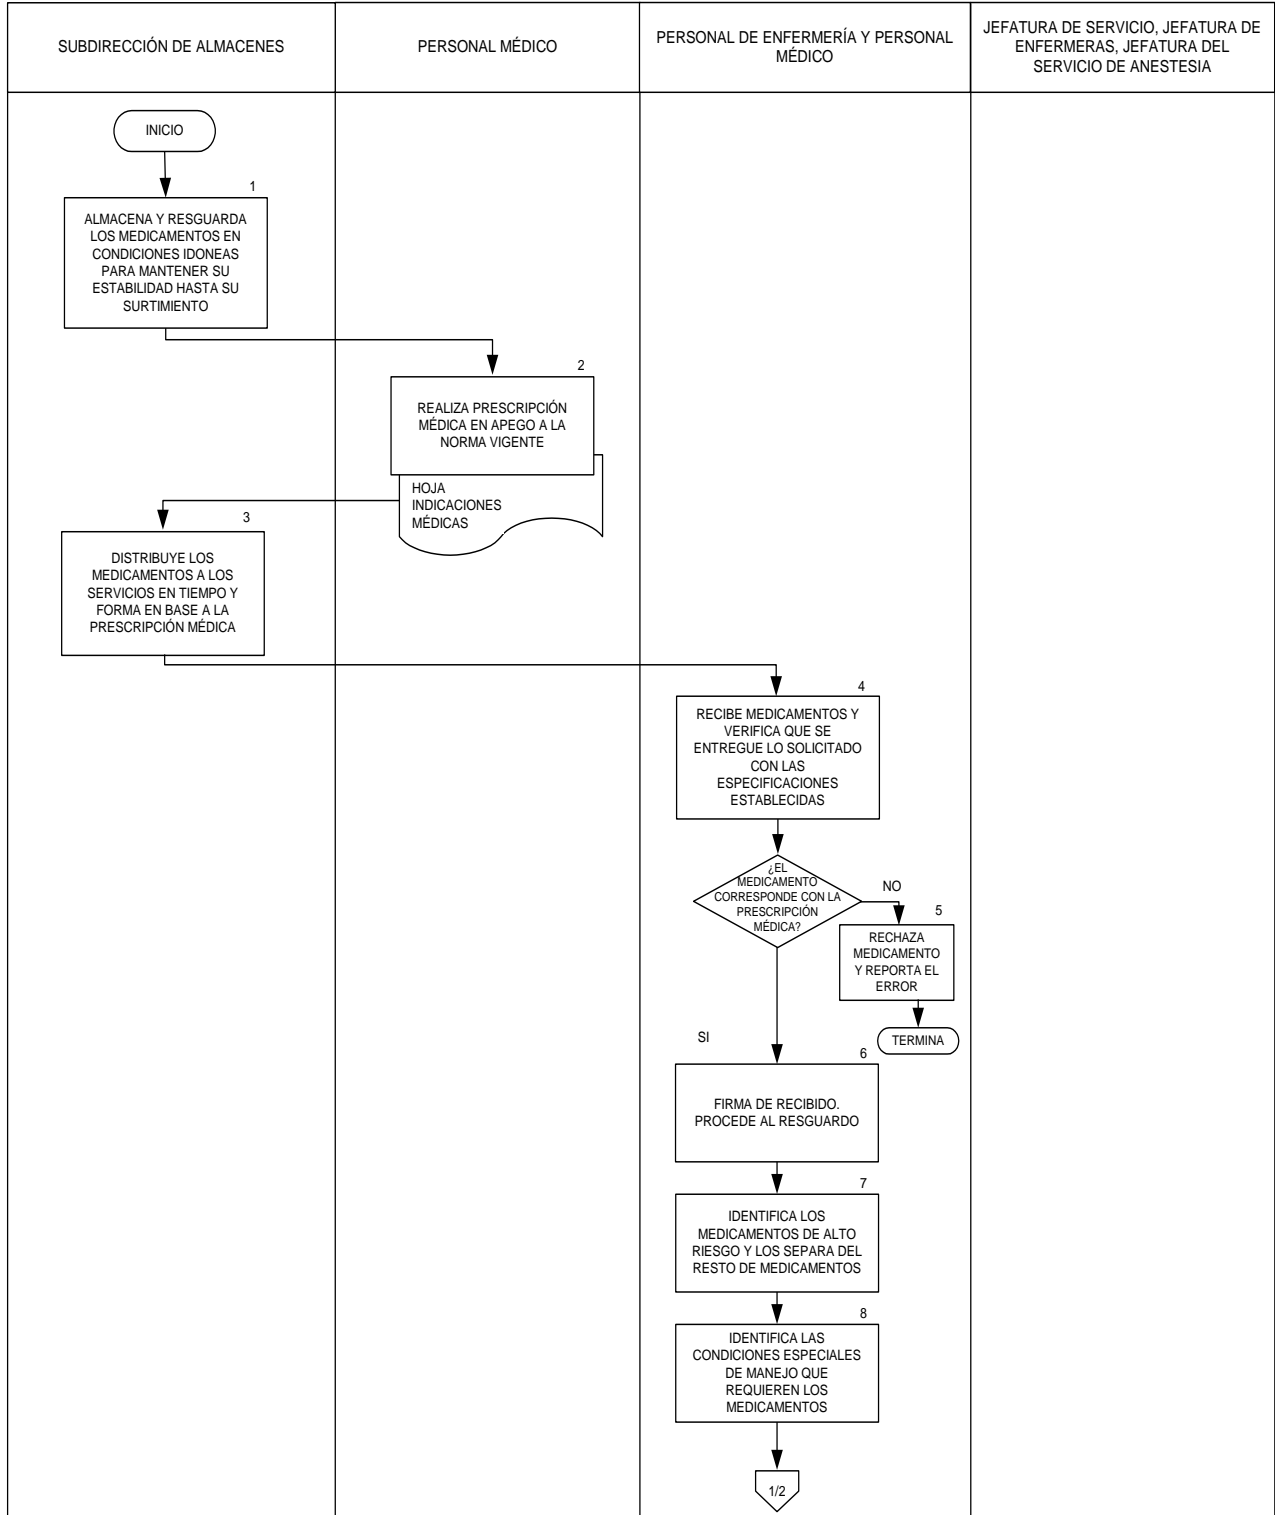 SUBDIRECCIÓN DE ALMACENES
PERSONAL MÉDICO
PERSONAL DE ENFERMERÍA Y PERSONAL
MÉDICO
JEFATURA DE SERVICIO, JEFATURA DE
ENFERMERAS, JEFATURA DEL
SERVICIO DE ANESTESIA
INICIO
1
ALMACENA Y RESGUARDA
LOS MEDICAMENTOS EN
CONDICIONES IDONEAS
PARA MANTENER SU
ESTABILIDAD HASTA SU
SURTIMIENTO
2
REALIZA PRESCRIPCIÓN
MÉDICA EN APEGO A LA
NORMA VIGENTE
HOJA
INDICACIONES
MÉDICAS
3
DISTRIBUYE LOS
MEDICAMENTOS A LOS
SERVICIOS EN TIEMPO Y
FORMA EN BASE A LA
PRESCRIPCIÓN MÉDICA
4
RECIBE MEDICAMENTOS Y
VERIFICA QUE SE
ENTREGUE LO SOLICITADO
CON LAS
ESPECIFICACIONES
ESTABLECIDAS
¿EL
MEDICAMENTO
CORRESPONDE CON LA
PRESCRIPCIÓN
MÉDICA?
NO
5
RECHAZA
MEDICAMENTO
Y REPORTA EL
ERROR
TERMINA
SI
6
FIRMA DE RECIBIDO.
PROCEDE AL RESGUARDO
7
IDENTIFICA LOS
MEDICAMENTOS DE ALTO
RIESGO Y LOS SEPARA DEL
RESTO DE MEDICAMENTOS
8
IDENTIFICA LAS
CONDICIONES ESPECIALES
DE MANEJO QUE
REQUIEREN LOS
MEDICAMENTOS
1/2